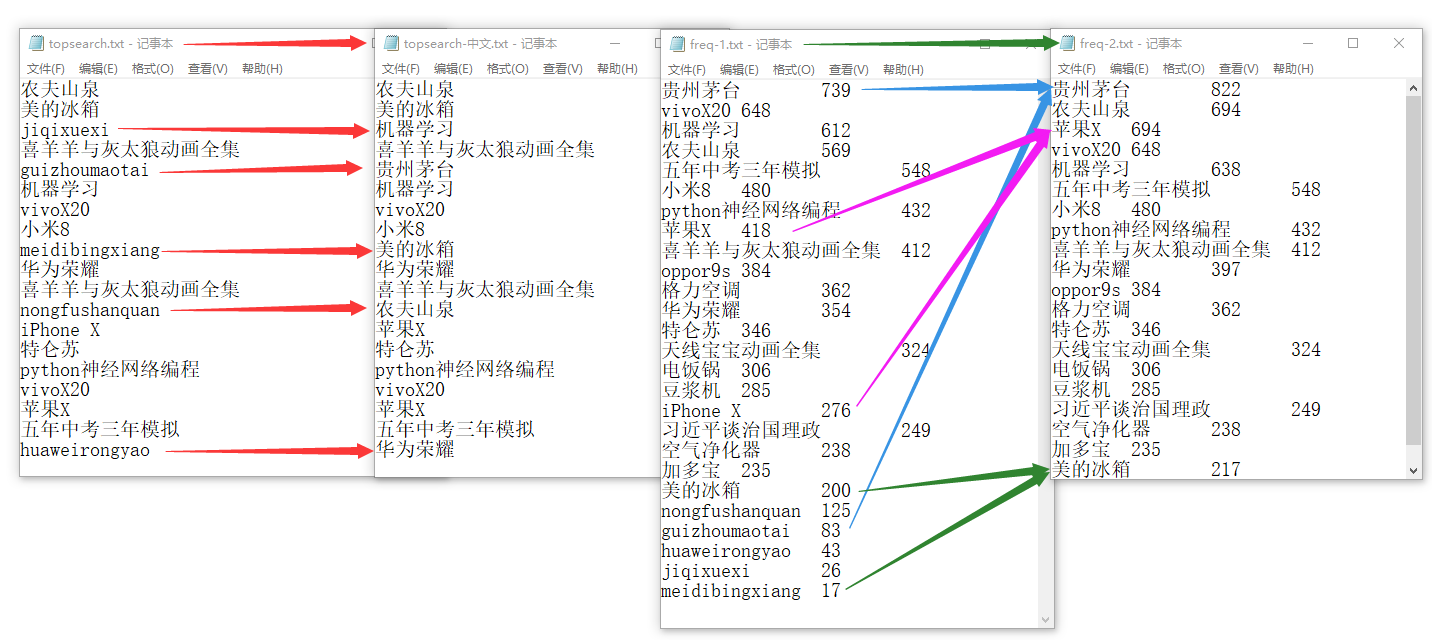 topsearch.txt - 记事本
文件(F) 编辑(E) 格式(O) 查看(V) 帮助(H)
农夫山泉
美的冰箱
jiqixuexi
喜羊羊与灰太狼动画全集
guizhoumaotai
机器学习
vivoX20
小米8
meidibingxiang
华为荣耀
喜羊羊与灰太狼动画全集
nongfushanquan
iPhone X
特仑苏
python神经网络编程
vivoX20
苹果X
五年中考三年模拟
huaweirongyao
topsearch-中文.txt - 记事本
文件(F) 编辑(E) 格式(O) 查看(V) 帮助(H)
农夫山泉
美的冰箱
机器学习
喜羊羊与灰太狼动画全集
贵州茅台
机器学习
vivoX20
小米8
美的冰箱
华为荣耀
喜羊羊与灰太狼动画全集
农夫山泉
苹果X
特仑苏
python神经网络编程
vivoX20
苹果X
五年中考三年模拟
华为荣耀
freq-1.txt - 记事本
文件(F) 编辑(E) 格式(O) 查看(V) 帮助(H)
贵州茅台 739
vivoX20 648
机器学习 612
农夫山泉 569
五年中考三年模拟 548
小米8 480
python神经网络编程 432
苹果X 418
喜羊羊与灰太狼动画全集 412
oppor9s 384
格力空调 362
华为荣耀 354
特仑苏 346
天线宝宝动画全集 324
电饭锅 306
豆浆机 285
iPhone X 276
习近平谈治国理政 249
空气净化器 238
加多宝 235
美的冰箱 200
nongfushanquan 125
guizhoumaotai 83
huaweirongyao 43
jiqixuexi 26
meidibingxiang 17
freq-2.txt - 记事本
文件(F) 编辑(E) 格式(O) 查看(V) 帮助(H)
贵州茅台 822
农夫山泉 694
苹果X 694
vivoX20 648
机器学习 638
五年中考三年模拟 548
小米8 480
python神经网络编程 432
喜羊羊与灰太狼动画全集 412
华为荣耀 397
oppor9s 384
格力空调 362
特仑苏 346
天线宝宝动画全集 324
电饭锅 306
豆浆机 285
习近平谈治国理政 249
空气净化器 238
加多宝 235
美的冰箱 217